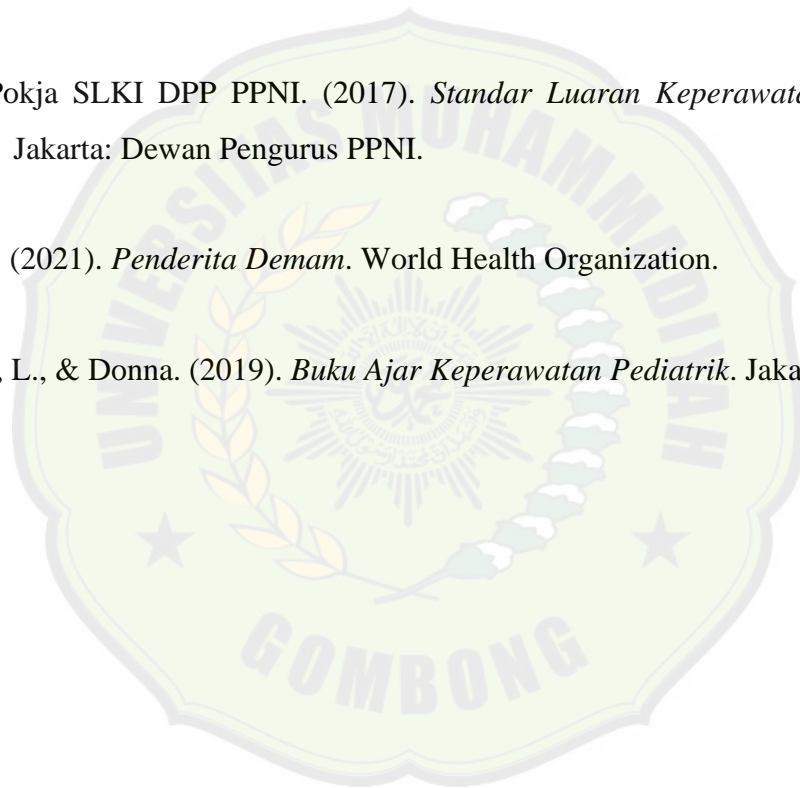 Pokja SLKI DPP PPNI. (2017). Standar Luaran Keperawata
Jakarta: Dewan Pengurus PPNI.
(2021). Penderita Demam. World Health Organization.
, L., & Donna. (2019). Buku Ajar Keperawatan Pediatrik. Jaka
UNIVERSITAS MUHAMMADIYAH
GOMBONG